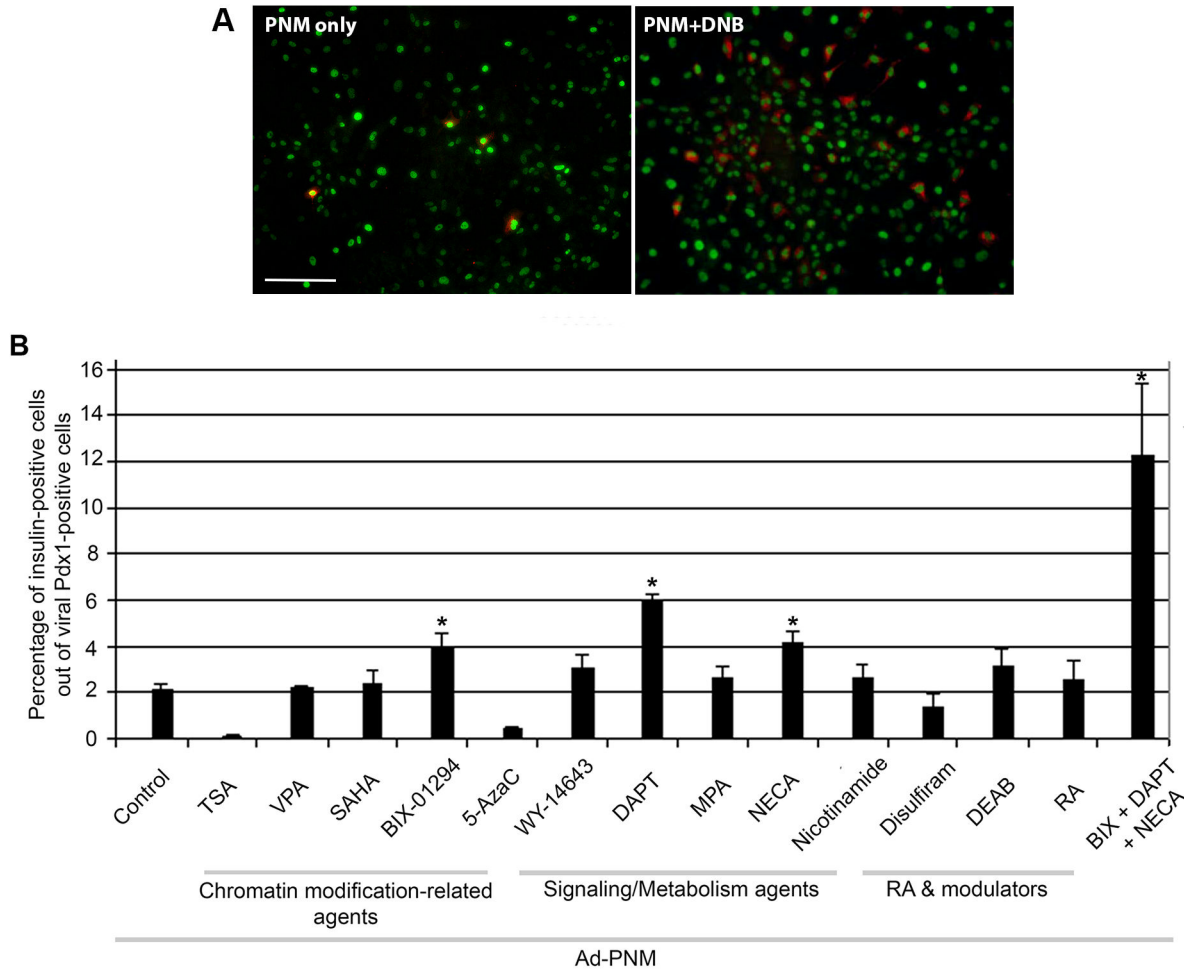 A
PNM only
PNM+DNB
B
Percentage of insulin-positive cells
out of viral Pdx1-positive cells
16
14
12
10
8
6
4
2
0
*
*
*
*
Control
TSA
VPA
SAHA
BIX-01294
5-AzaC
WY-14643
DAPT
MPA
NECA
Nicotinamide
Disulfiram
DEAB
RA
BIX + DAPT
+ NECA
Chromatin modification-related
agents
Signaling/Metabolism agents
RA & modulators
Ad-PNM